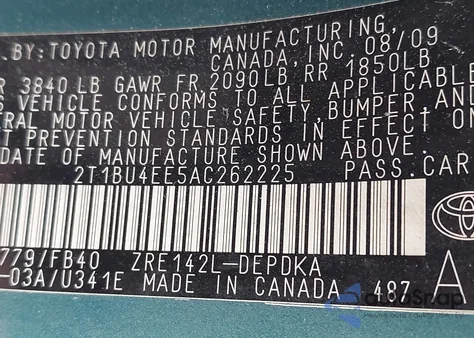 . BY: TOYOTA MOTOR MANUFACTURING,
CANADA, INC. 08/09
R 3840 LB GAWR FR. 2090LB RR 1850LB
S VEHICLE CONFORMS TO ALL APPLICABLE
ERAL MOTOR VEHICLE SAFETY, BUMPER, AND
T PREVENTION STANDARDS IN EFFECT ON
DATE OF MANUFACTURE SHOWN ABOVE.
2T1BU4EE5AC262225 PASS. CAR
779/FB40 ZRE142L-DEPDKA
-03A/U341E MADE IN CANADA 487 A
autoSnap